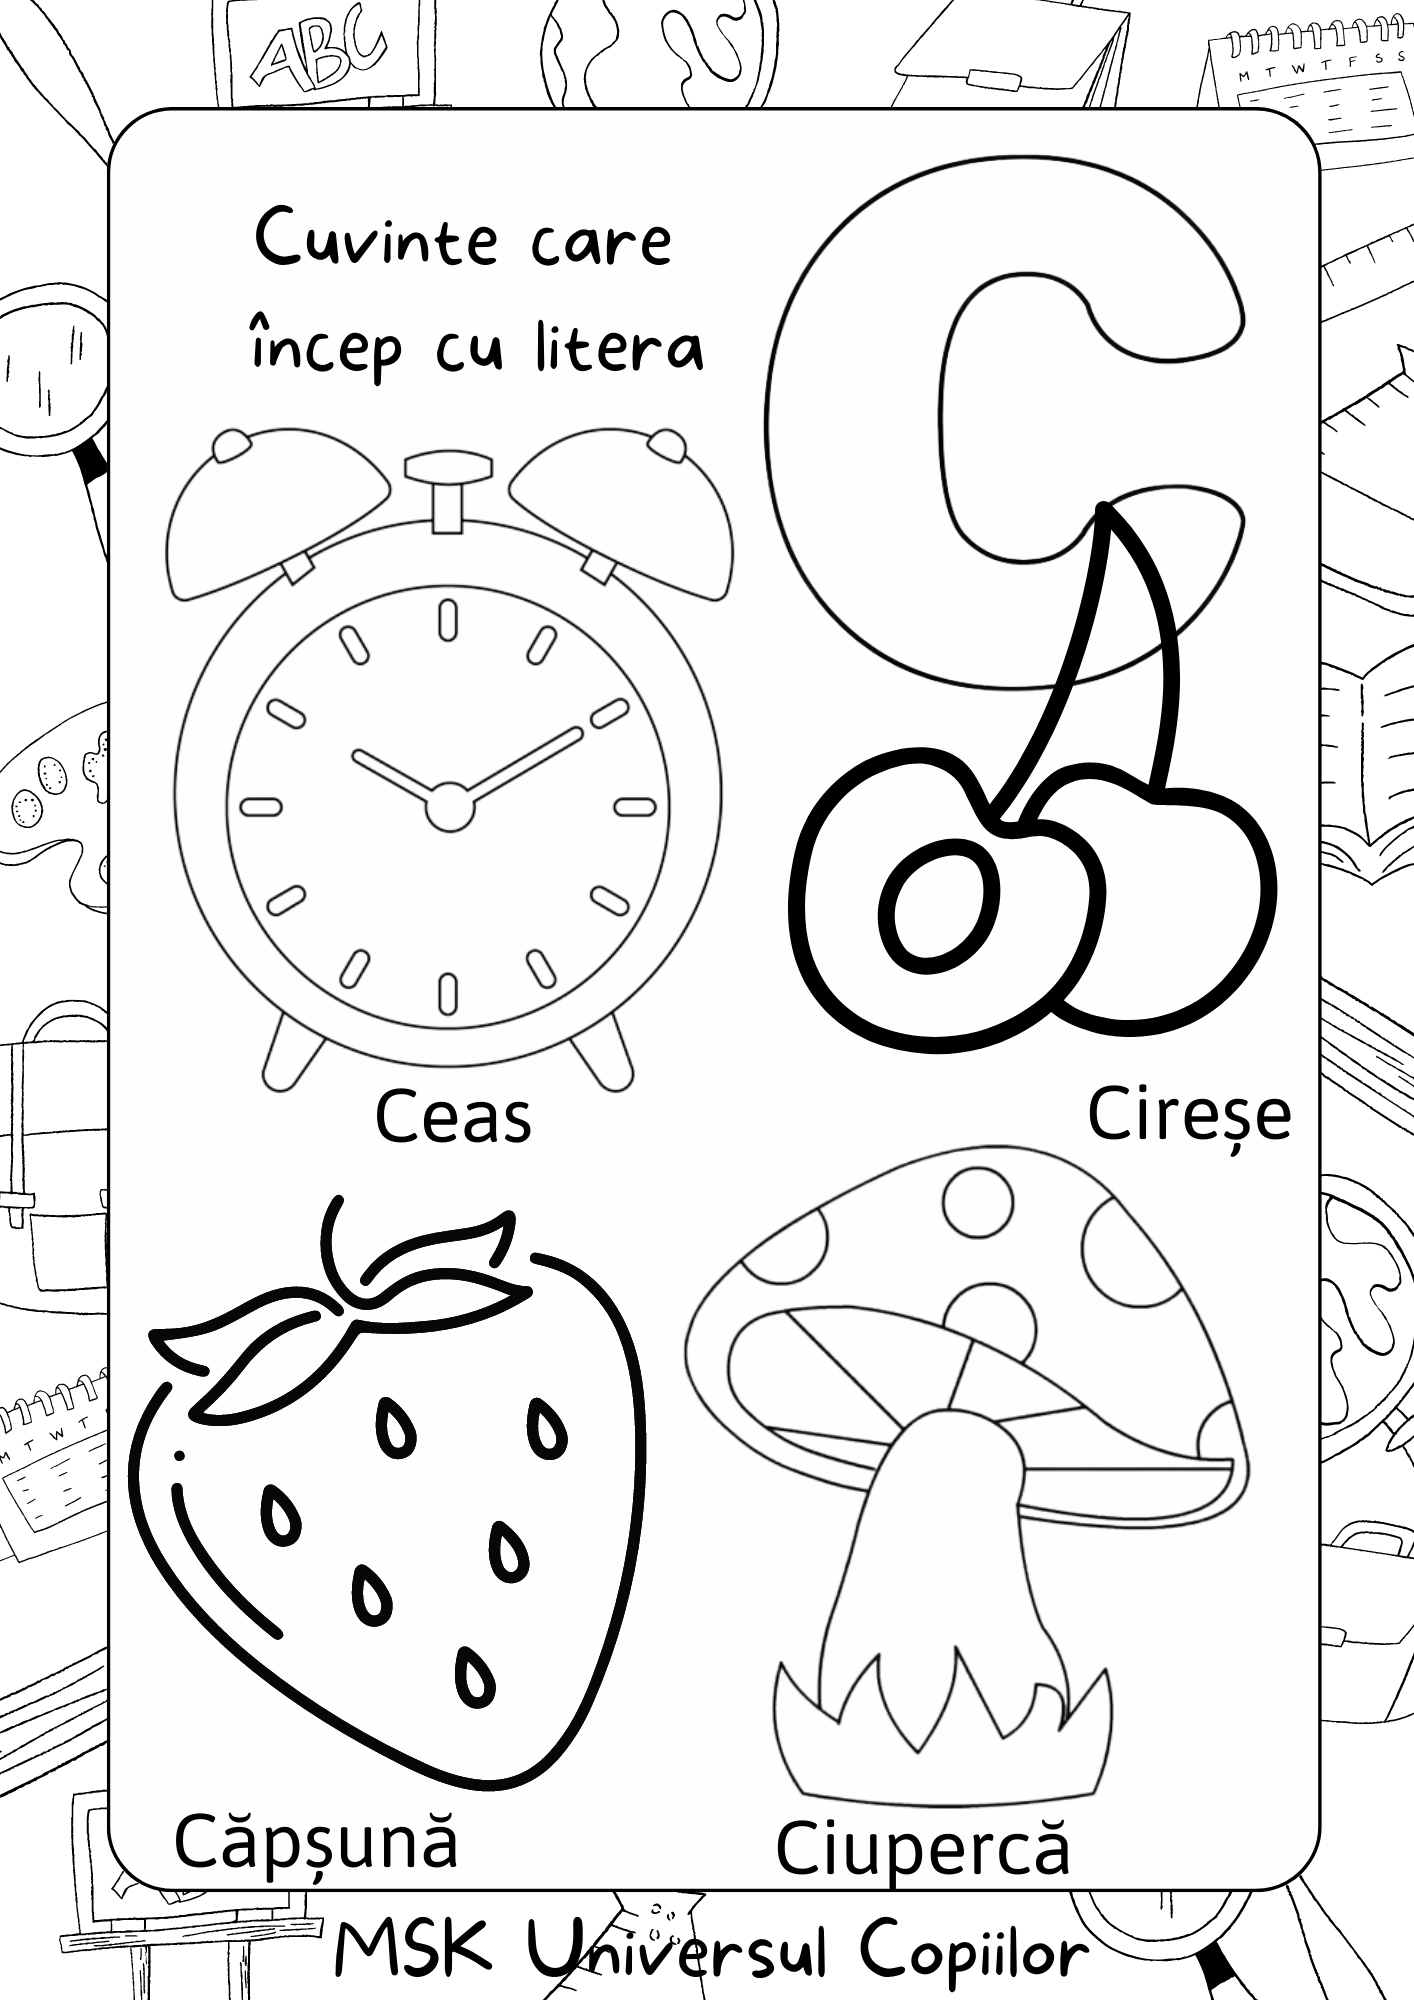 ABC
M T W T F S S
Cuvinte care
încep cu litera
C
Ceas
Cireșe
M T W T
Căpșună
Ciupercă
MSK Universul Copiilor